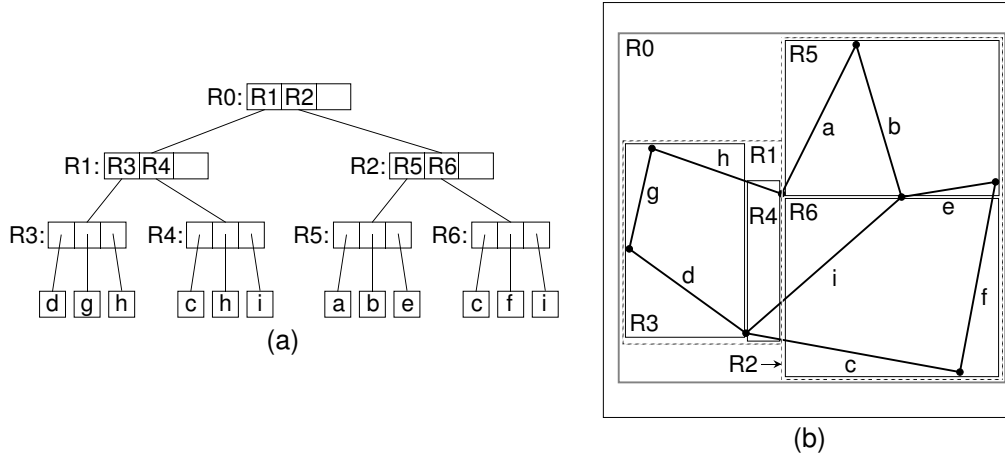 R0: R1 R2
R1: R3 R4
R2: R5 R6
R3:
R4:
R5:
R6:
d g h
c h i
a b e
c f i
(a)
R0
R5
a
b
h
R1
g
R4
R6
e
d
i
f
R3
R2
c
(b)